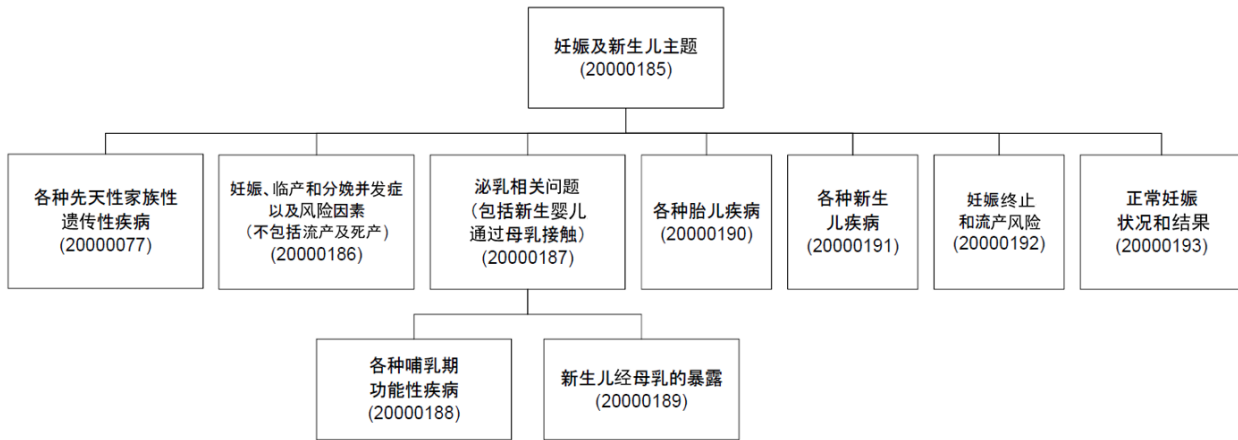 妊娠及新生儿主题
(20000185)
各种先天性家族性
遗传性疾病
(20000077)
妊娠、临产和分娩并发症
以及风险因素
（不包括流产及死产）
(20000186)
泌乳相关问题
（包括新生婴儿
通过母乳接触）
(20000187)
各种胎儿疾病
(20000190)
各种新生
儿疾病
(20000191)
妊娠终止
和流产风险
(20000192)
正常妊娠
状况和结果
(20000193)
各种哺乳期
功能性疾病
(20000188)
新生儿经母乳的暴露
(20000189)